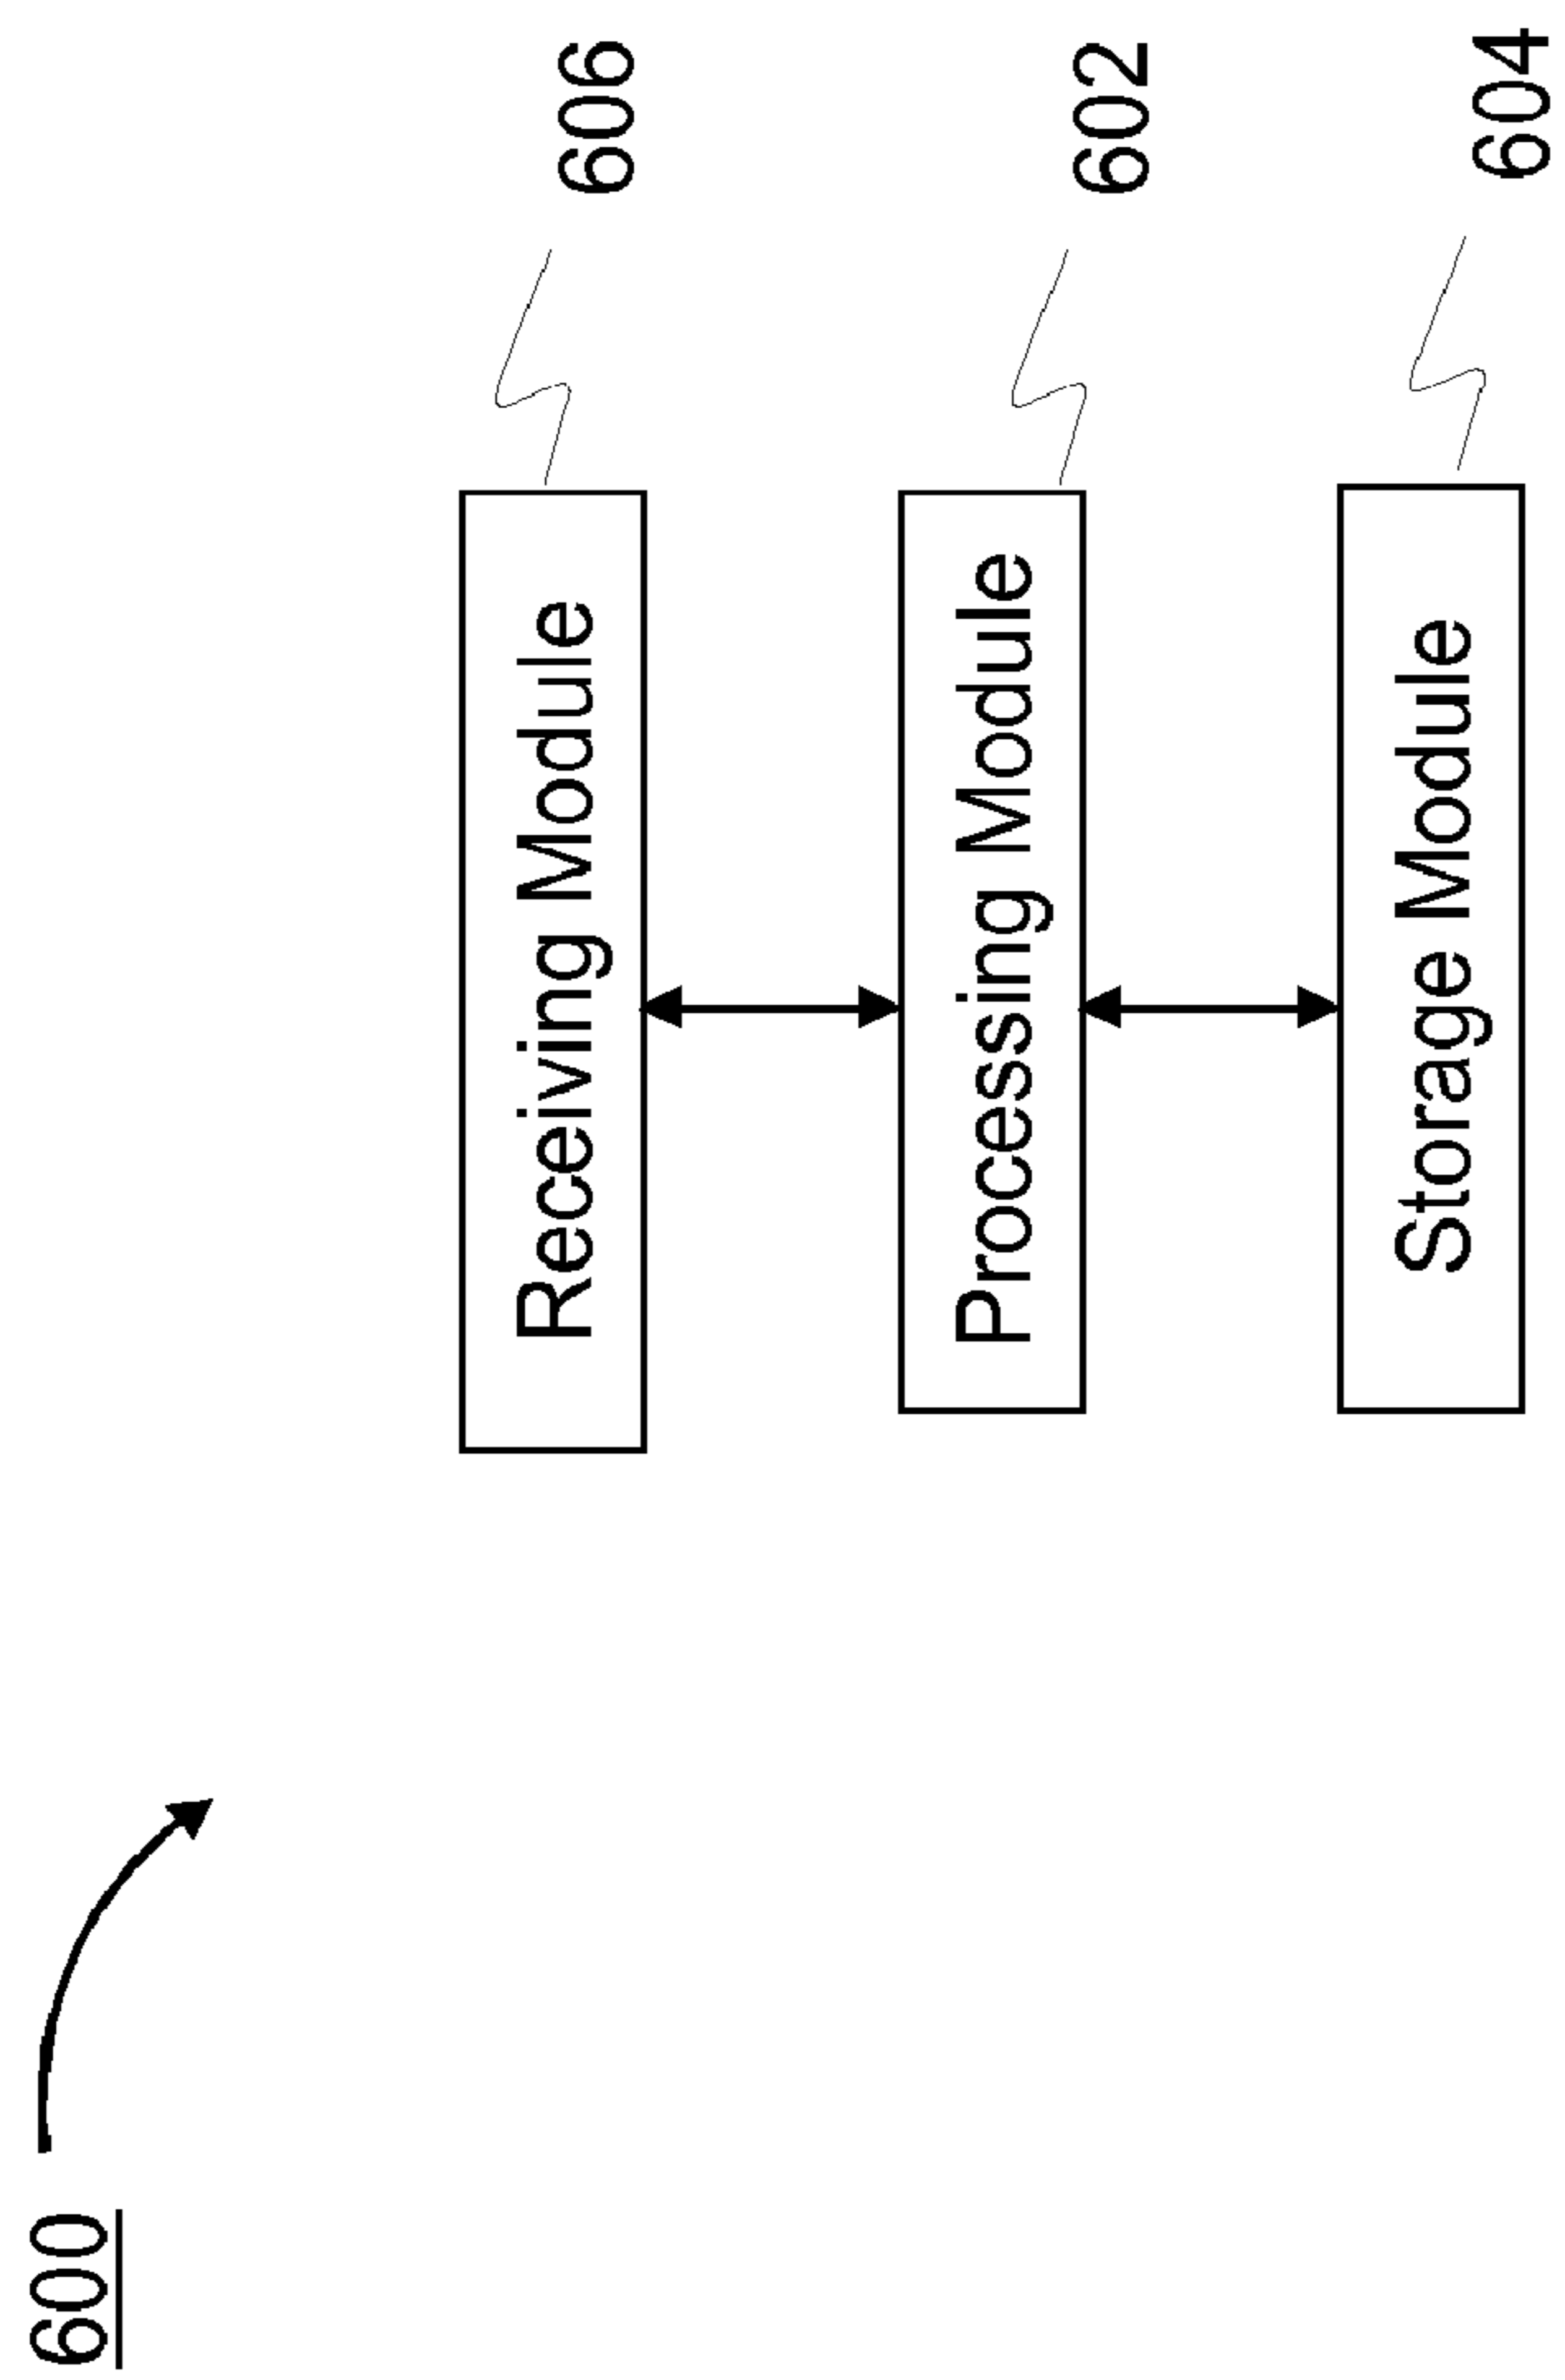 600
Receiving Module
606
Processing Module
602
Storage Module
604